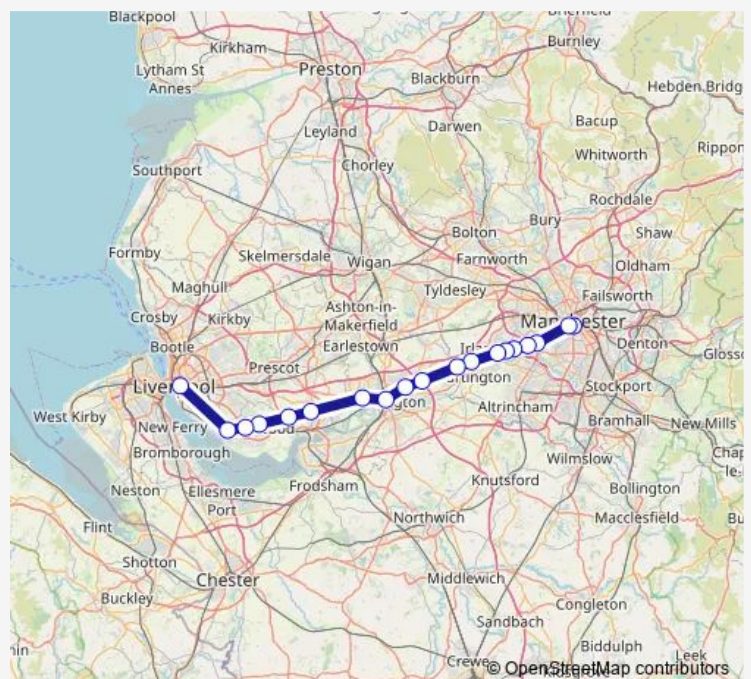 Blackpool
Brierfield
Kirkham
Burnley
Preston
Lytham St
Annes
Blackburn
Hebden Bridg
Leyland
Darwen
Bacup
Rippon
Whitworth
Chorley
Southport
Rochdale
Bury
Shaw
Bolton
Formby
Skelmersdale
Wigan
Farnworth
Oldham
Maghull
Tyldesley
Failsworth
Crosby
Kirkby
Ashton-in-
Makerfield
Bootle
Earlestown
Denton
Glosso
Prescot
Liverpool
Stockport
West Kirby
New Ferry
Altrincham
Bramhall
New Mills
Bromborough
Wilmslow
Chap
le-
Neston
Ellesmere
Port
Frodsham
Knutsford
Bollington
Flint
Northwich
Macclesfield
Bu
Shotton
Chester
Middlewich
Buckley
Congleton
Sandbach
Biddulph
Leek
Crewe
© OpenStreetMap contributors